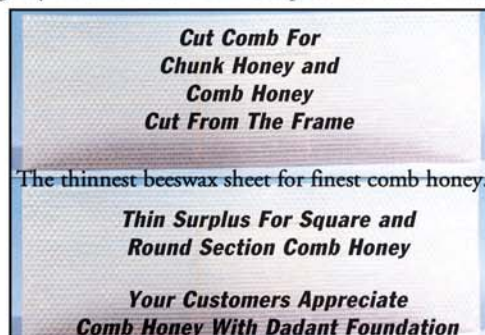 Cut Comb For
Chunk Honey and
Comb Honey
Cut From The Frame
The thinnest beeswax sheet for finest comb honey.
Thin Surplus For Square and
Round Section Comb Honey
Your Customers Appreciate
Comb Honey With Dadant Foundation